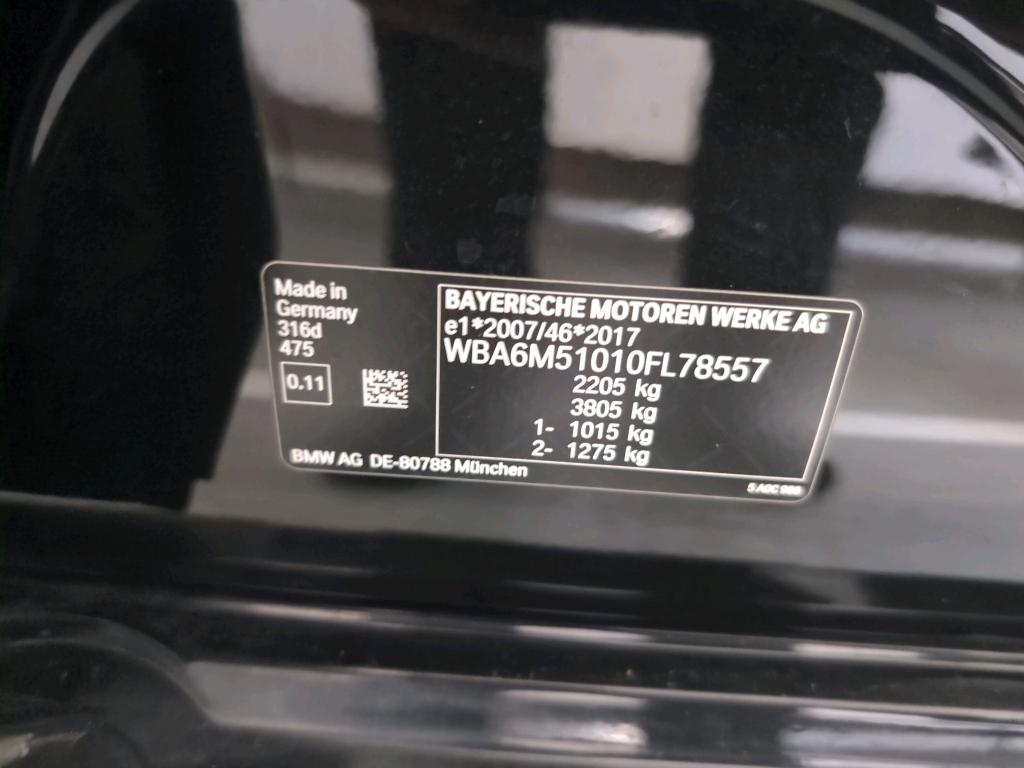 Made in
Germany
316d
475
0.11
BMW AG DE-80788 München
BAYERISCHE MOTOREN WERKE AG
e1*2007/46*2017
WBA6M51010FL78557
2205 kg
3805 kg
1- 1015 kg
2- 1275 kg